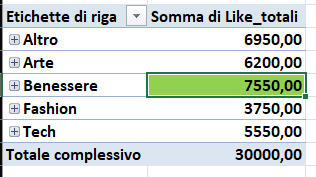 Etichette di riga Somma di Like_totali
Altro 6950,00
Arte 6200,00
Benessere 7550,00
Fashion 3750,00
Tech 5550,00
Totale complessivo 30000,00